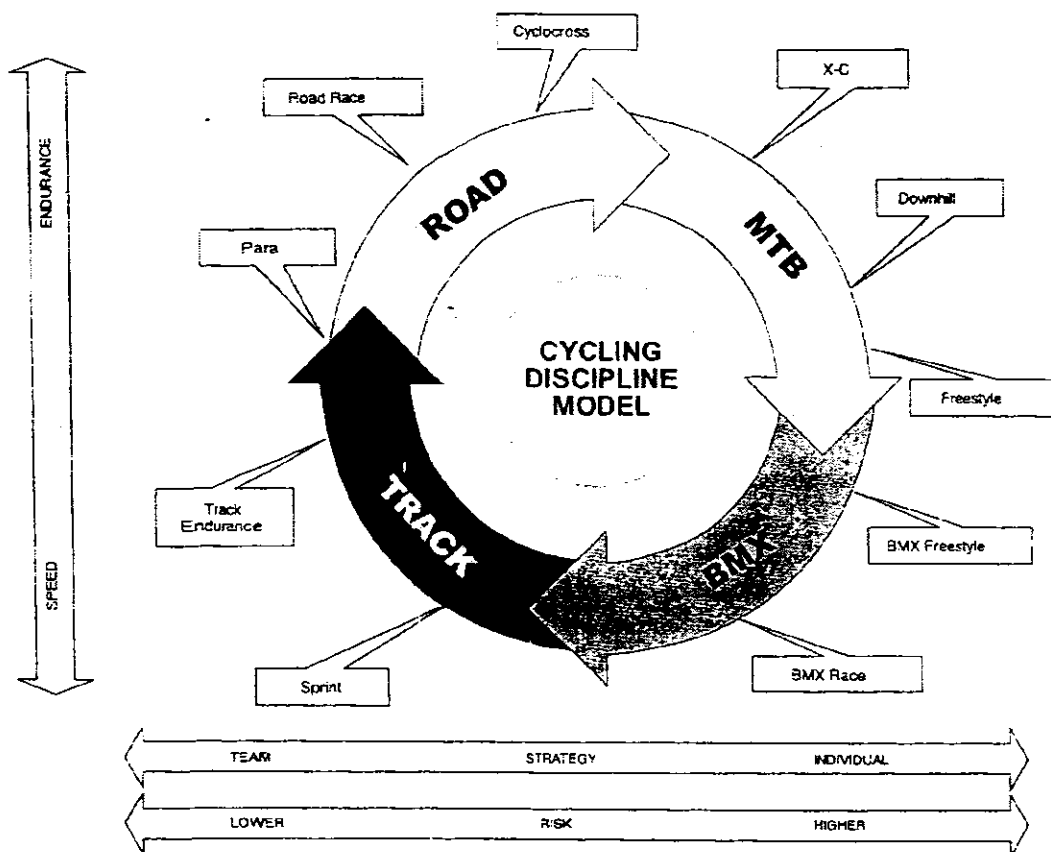 Cyclocross
X-C
Road Race
ENDURANCE
ROAD
Downhill
MTB
Para
CYCLING
DISCIPLINE
MODEL
Freestyle
Track
Endurance
TRACK
BMX
BMX Freestyle
SPEED
Sprint
BMX Race
TEAM STRATEGY INDIVIDUAL
LOWER RISK HIGHER